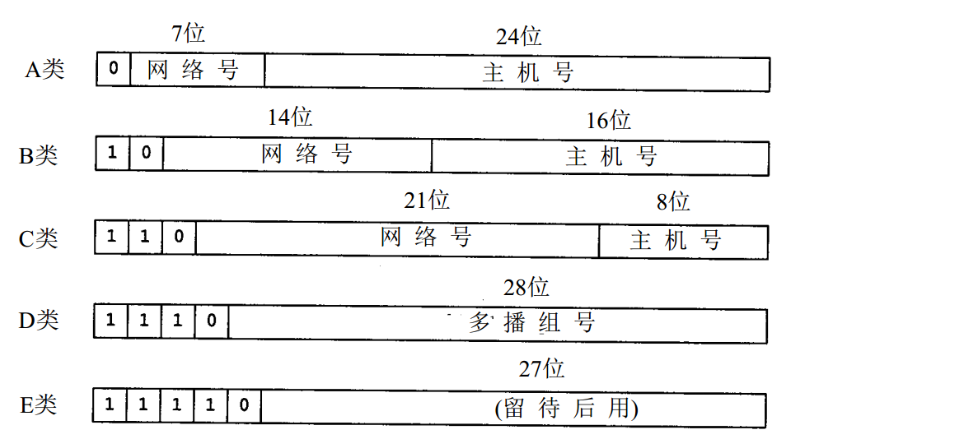 7位 24位
A类 0 网络号 主机号
14位 16位
B类 1 0 网络号 主机号
21位 8位
C类 1 1 0 网络号 主机号
28位
D类 1 1 1 0 多播组号
27位
E类 1 1 1 1 0 (留待后用)